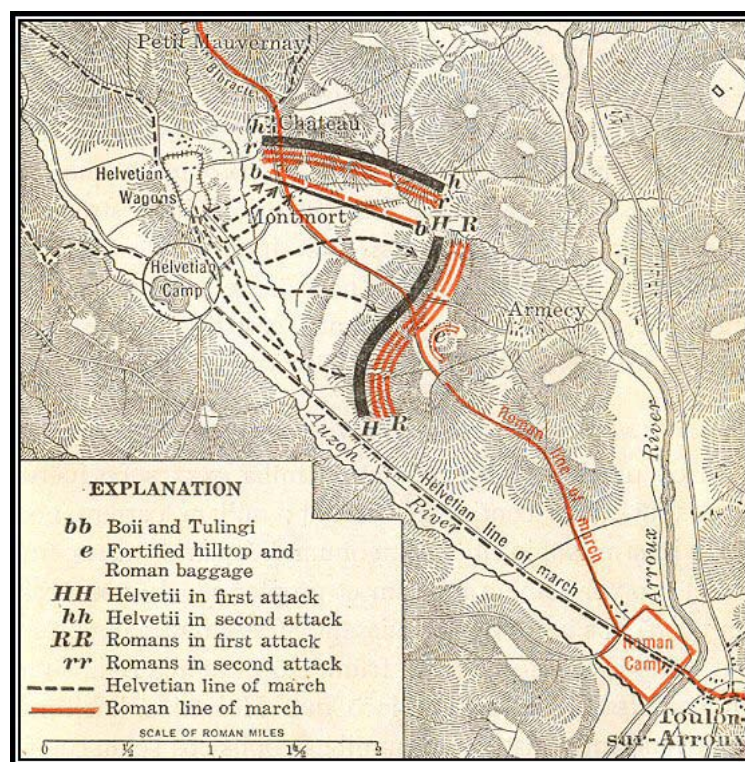 Petit Mauvernay
Bibracte
h
Château
r
b
h
r
Helvetian
Wagons
Montmort
b
H R
Helvetian
Camp
Armecy
e
H R
Auzon
River
Helvetian line of march
Roman line of march
Arroux
River
Roman
Camp
Toulon-
sur-Arroux
EXPLANATION
bb Boii and Tulingi
e Fortified hilltop and
Roman baggage
HH Helvetii in first attack
hh Helvetii in second attack
RR Romans in first attack
rr Romans in second attack
Helvetian line of march
Roman line of march
SCALE OF ROMAN MILES
0 ½ 1 1½ 2